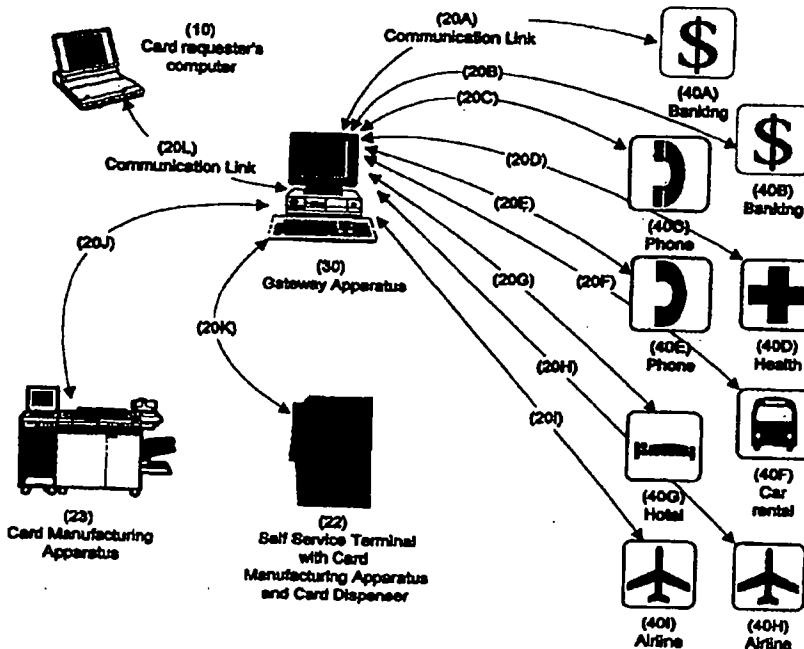 (10)
Card requester's
computer
(20A)
Communication Link
(40A)
Banking
(20B)
(20C)
(40B)
Banking
(20L)
Communication Link
(20D)
(40C)
Phone
(20E)
(20J)
(30)
Gateway Apparatus
(20G)
(20F)
(40E)
Phone
(40D)
Health
(20K)
(20H)
(20I)
(40G)
Hotel
(40F)
Car
rental
(23)
Card Manufacturing
Apparatus
(22)
Self Service Terminal
with Card
Manufacturing Apparatus
and Card Dispenser
(40I)
Airline
(40H)
Airline